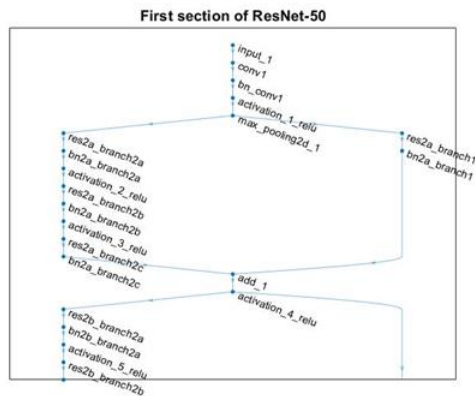 First section of ResNet-50
input_1
conv1
bn_conv1
activation_1_relu
max_pooling2d_1
res2a_branch2a
bn2a_branch2a
activation_2_relu
res2a_branch2b
bn2a_branch2b
activation_3_relu
res2a_branch2c
bn2a_branch2c
res2a_branch1
bn2a_branch1
add_1
activation_4_relu
res2b_branch2a
bn2b_branch2a
activation_5_relu
res2b_branch2b